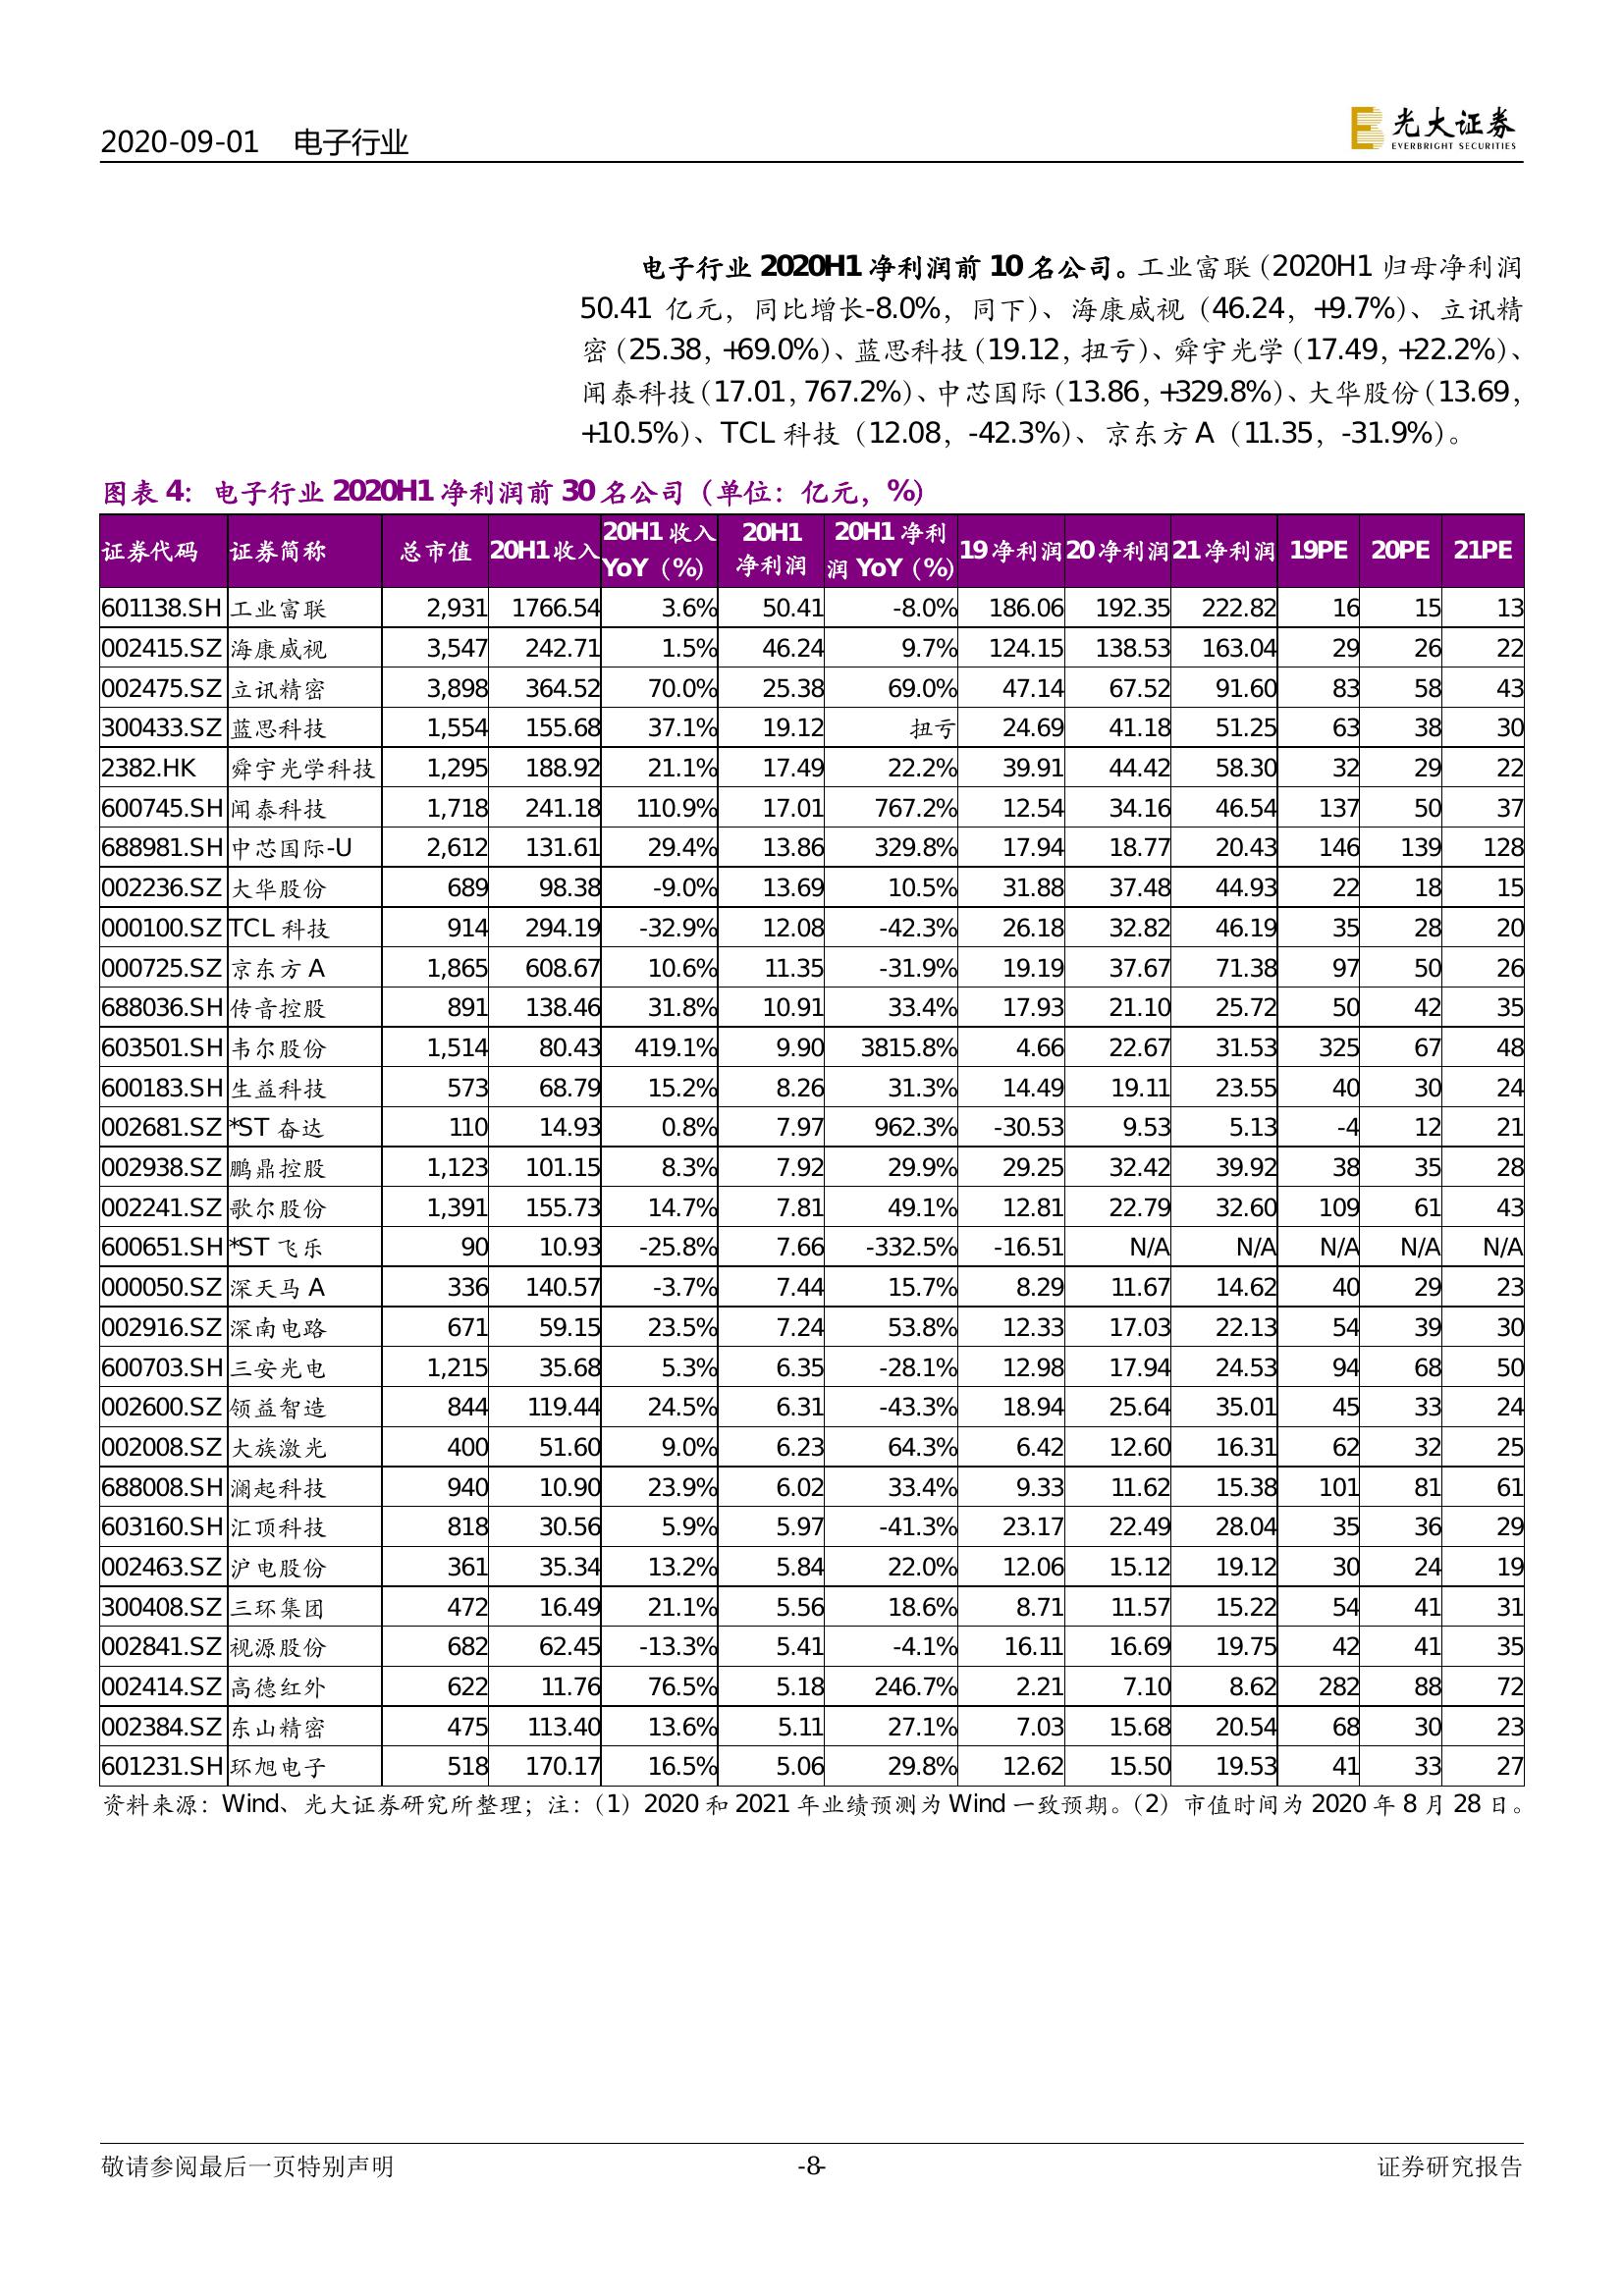 2020-09-01 电子行业
光大证券
EVERBRIGHT SECURITIES
电子行业 2020H1 净利润前 10 名公司。工业富联（2020H1 归母净利润
50.41 亿元，同比增长-8.0%，同下）、海康威视（46.24，+9.7%）、立讯精
密（25.38，+69.0%）、蓝思科技（19.12，扭亏）、舜宇光学（17.49，+22.2%）、
闻泰科技（17.01，767.2%）、中芯国际（13.86，+329.8%）、大华股份（13.69，
+10.5%）、TCL 科技（12.08，-42.3%）、京东方 A（11.35，-31.9%）。
图表 4：电子行业 2020H1 净利润前 30 名公司（单位：亿元，%）
证券代码 证券简称 总市值 20H1 收入 20H1 收入 YoY（%） 20H1 净利润 20H1 净利润 YoY（%） 19 净利润 20 净利润 21 净利润 19PE 20PE 21PE
601138.SH 工业富联 2,931 1766.54 3.6% 50.41 -8.0% 186.06 192.35 222.82 16 15 13
002415.SZ 海康威视 3,547 242.71 1.5% 46.24 9.7% 124.15 138.53 163.04 29 26 22
002475.SZ 立讯精密 3,898 364.52 70.0% 25.38 69.0% 47.14 67.52 91.60 83 58 43
300433.SZ 蓝思科技 1,554 155.68 37.1% 19.12 扭亏 24.69 41.18 51.25 63 38 30
2382.HK 舜宇光学科技 1,295 188.92 21.1% 17.49 22.2% 39.91 44.42 58.30 32 29 22
600745.SH 闻泰科技 1,718 241.18 110.9% 17.01 767.2% 12.54 34.16 46.54 137 50 37
688981.SH 中芯国际-U 2,612 131.61 29.4% 13.86 329.8% 17.94 18.77 20.43 146 139 128
002236.SZ 大华股份 689 98.38 -9.0% 13.69 10.5% 31.88 37.48 44.93 22 18 15
000100.SZ TCL 科技 914 294.19 -32.9% 12.08 -42.3% 26.18 32.82 46.19 35 28 20
000725.SZ 京东方 A 1,865 608.67 10.6% 11.35 -31.9% 19.19 37.67 71.38 97 50 26
688036.SH 传音控股 891 138.46 31.8% 10.91 33.4% 17.93 21.10 25.72 50 42 35
603501.SH 韦尔股份 1,514 80.43 419.1% 9.90 3815.8% 4.66 22.67 31.53 325 67 48
600183.SH 生益科技 573 68.79 15.2% 8.26 31.3% 14.49 19.11 23.55 40 30 24
002681.SZ *ST 奋达 110 14.93 0.8% 7.97 962.3% -30.53 9.53 5.13 -4 12 21
002938.SZ 鹏鼎控股 1,123 101.15 8.3% 7.92 29.9% 29.25 32.42 39.92 38 35 28
002241.SZ 歌尔股份 1,391 155.73 14.7% 7.81 49.1% 12.81 22.79 32.60 109 61 43
600651.SH *ST 飞乐 90 10.93 -25.8% 7.66 -332.5% -16.51 N/A N/A N/A N/A N/A
000050.SZ 深天马 A 336 140.57 -3.7% 7.44 15.7% 8.29 11.67 14.62 40 29 23
002916.SZ 深南电路 671 59.15 23.5% 7.24 53.8% 12.33 17.03 22.13 54 39 30
600703.SH 三安光电 1,215 35.68 5.3% 6.35 -28.1% 12.98 17.94 24.53 94 68 50
002600.SZ 领益智造 844 119.44 24.5% 6.31 -43.3% 18.94 25.64 35.01 45 33 24
002008.SZ 大族激光 400 51.60 9.0% 6.23 64.3% 6.42 12.60 16.31 62 32 25
688008.SH 澜起科技 940 10.90 23.9% 6.02 33.4% 9.33 11.62 15.38 101 81 61
603160.SH 汇顶科技 818 30.56 5.9% 5.97 -41.3% 23.17 22.49 28.04 35 36 29
002463.SZ 沪电股份 361 35.34 13.2% 5.84 22.0% 12.06 15.12 19.12 30 24 19
300408.SZ 三环集团 472 16.49 21.1% 5.56 18.6% 8.71 11.57 15.22 54 41 31
002841.SZ 视源股份 682 62.45 -13.3% 5.41 -4.1% 16.11 16.69 19.75 42 41 35
002414.SZ 高德红外 622 11.76 76.5% 5.18 246.7% 2.21 7.10 8.62 282 88 72
002384.SZ 东山精密 475 113.40 13.6% 5.11 27.1% 7.03 15.68 20.54 68 30 23
601231.SH 环旭电子 518 170.17 16.5% 5.06 29.8% 12.62 15.50 19.53 41 33 27
资料来源：Wind、光大证券研究所整理；注：（1）2020 和 2021 年业绩预测为 Wind 一致预期。（2）市值时间为 2020 年 8 月 28 日。
敬请参阅最后一页特别声明 -8- 证券研究报告